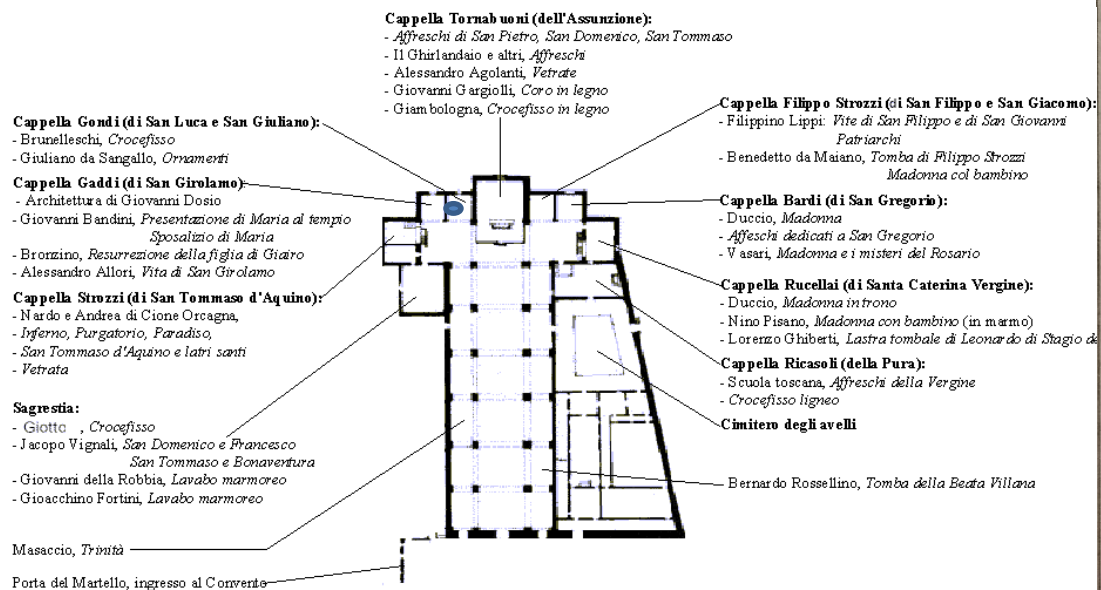 Cappella Tornabuoni (dell'Assunzione):
- Affreschi di San Pietro, San Domenico, San Tommaso
- Il Ghirlandaio e altri, Affreschi
- Alessandro Agolanti, Vetrate
- Giovanni Gargiolli, Coro in legno
- Giambologna, Crocefisso in legno
Cappella Gondi (di San Luca e San Giuliano):
- Brunelleschi, Crocefisso
- Giuliano da Sangallo, Ornamenti
Cappella Gaddi (di San Girolamo)
- Architettura di Giovanni Dosio
- Giovanni Bandini, Presentazione di Maria al tempio
Sposalizio di Maria
- Bronzino, Resurrezione della figlia di Giairo
- Alessandro Allori, Vita di San Girolamo
Cappella Strozzi (di San Tommaso d'Aquino):
- Nardo e Andrea di Cione Orcagna,
- Inferno, Purgatorio, Paradiso,
- San Tommaso d'Aquino e latri santi
- Vetrata
Sagrestia:
- Giotto , Crocefisso
- Jacopo Vignali, San Domenico e Francesco
San Tommaso e Bonaventura
- Giovanni della Robbia, Lavabo marmoreo
- Gioacchino Fortini, Lavabo marmoreo
Masaccio, Trinità
Porta del Martello, ingresso al Convento
Cappella Filippo Strozzi (di San Filippo e San Giacomo):
- Filippino Lippi: Vite di San Filippo e di San Giovanni
Patriarchi
- Benedetto da Maiano, Tomba di Filippo Strozzi
Madonna col bambino
Cappella Bardi (di San Gregorio):
- Duccio, Madonna
- Affeschi dedicati a San Gregorio
- Vasari, Madonna e i misteri del Rosario
Cappella Rucellai (di Santa Caterina Vergine):
- Duccio, Madonna in trono
- Nino Pisano, Madonna con bambino (in marmo)
- Lorenzo Ghiberti, Lastra tombale di Leonardo di Stagio de
Cappella Ricasoli (della Pura):
- Scuola toscana, Affreschi della Vergine
- Crocefisso ligneo
Cimitero degli avelli
Bernardo Rossellino, Tomba della Beata Villana